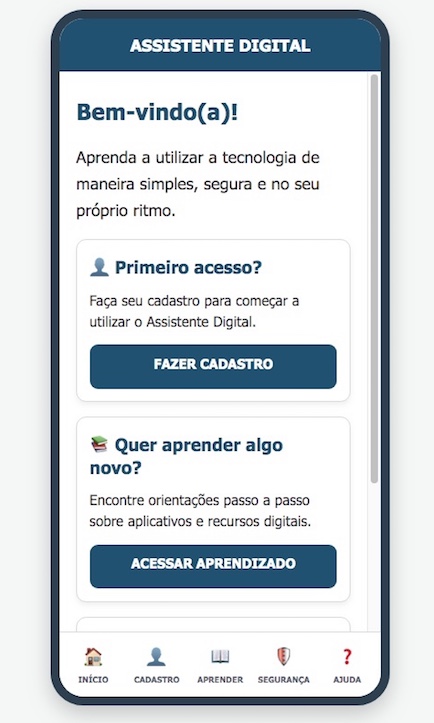 ASSISTENTE DIGITAL
Bem-vindo(a)!
Aprenda a utilizar a tecnologia de
maneira simples, segura e no seu
próprio ritmo.
Primeiro acesso?
Faça seu cadastro para começar a
utilizar o Assistente Digital.
FAZER CADASTRO
Quer aprender algo
novo?
Encontre orientações passo a passo
sobre aplicativos e recursos digitais.
ACESSAR APRENDIZADO
INÍCIO CADASTRO APRENDER SEGURANÇA AJUDA